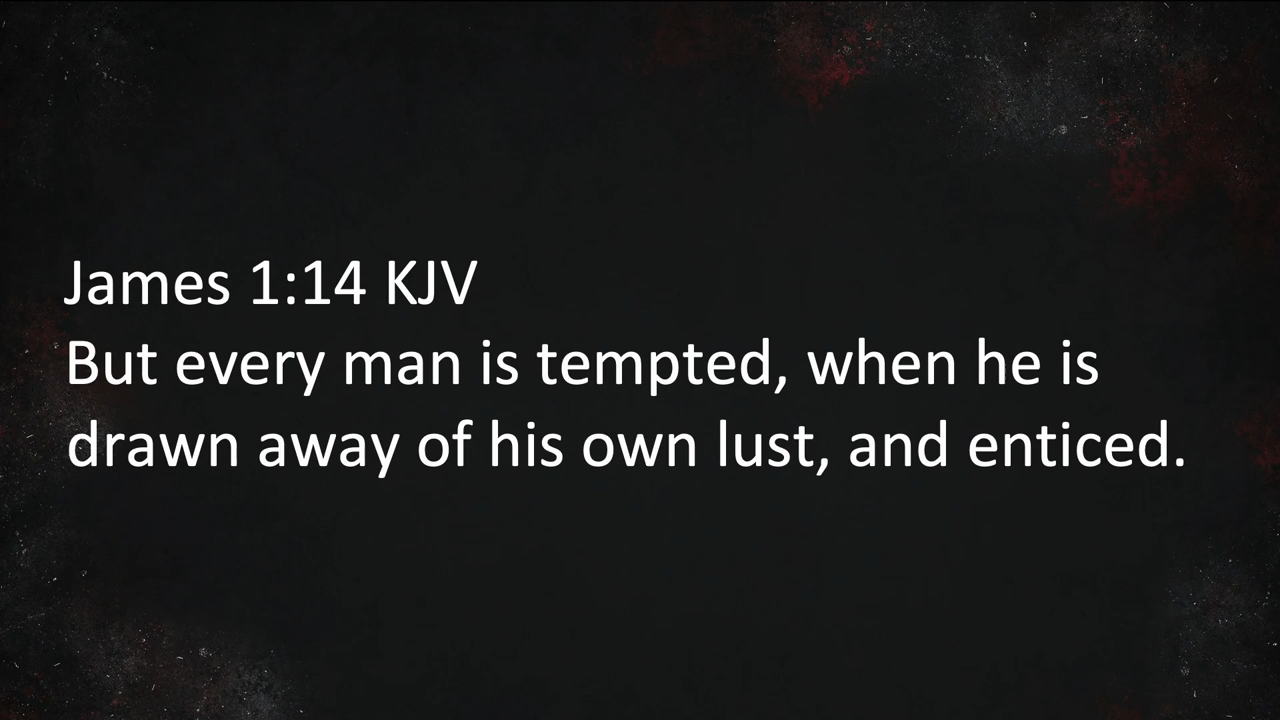 James 1:14 KJV
But every man is tempted, when he is
drawn away of his own lust, and enticed.